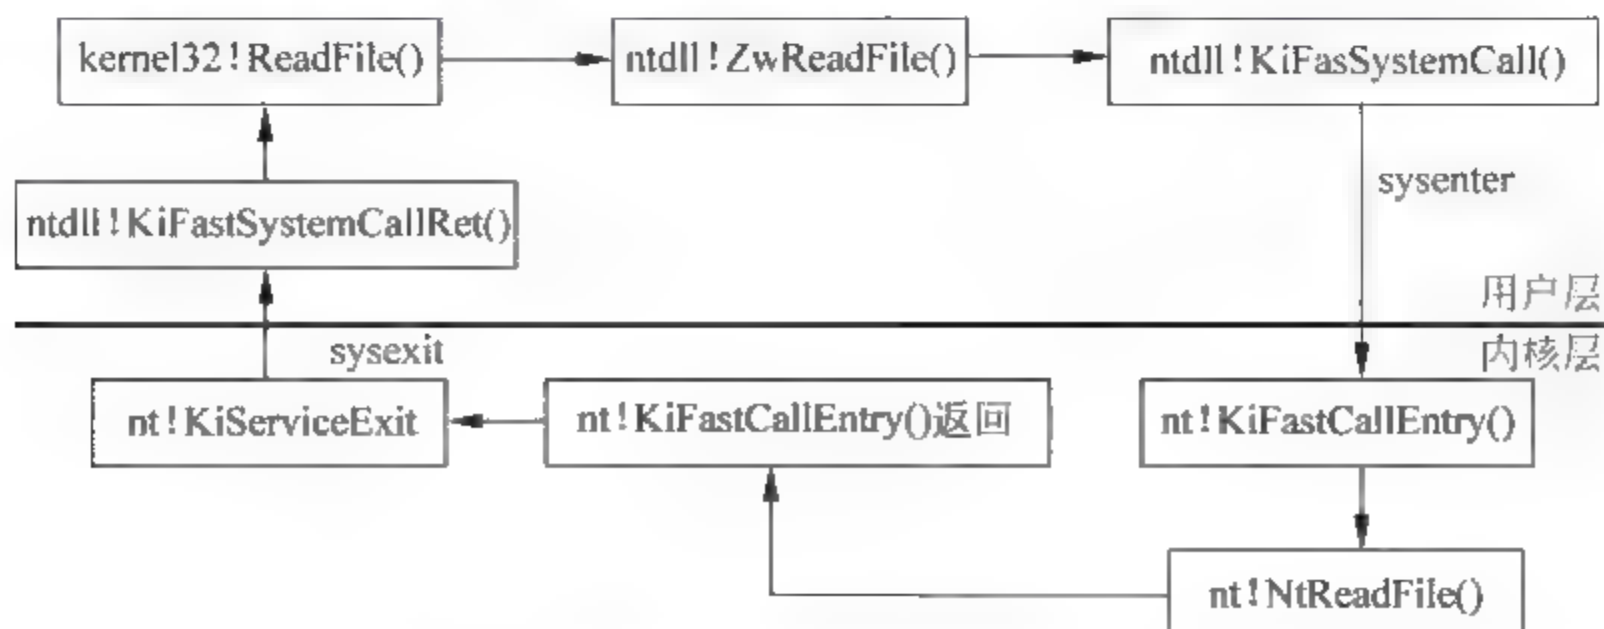 kernel32!ReadFile()
ntdll!ZwReadFile()
ntdll!KiFasSystemCall()
ntdll!KiFastSystemCallRet()
sysenter
用户层
sysexit
内核层
nt!KiServiceExit
nt!KiFastCallEntry()返回
nt!KiFastCallEntry()
nt!NtReadFile()